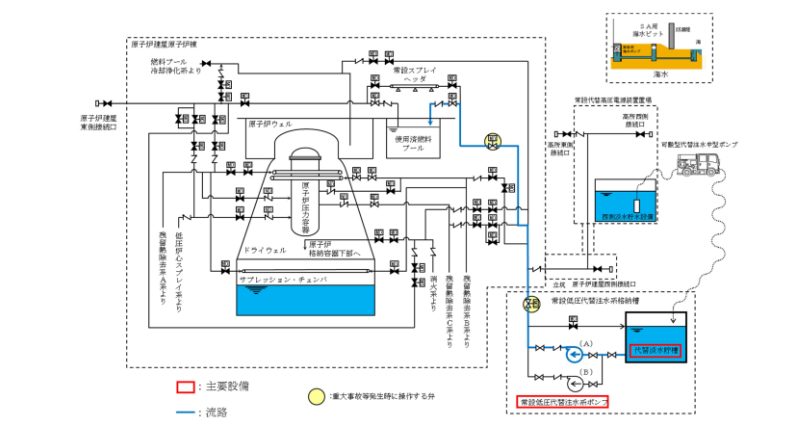 原子炉建屋原子炉棟
燃料プール
冷却浄化系より
常設スプレイ
ヘッダ
原子炉建屋
東側接続口
原子炉ウェル
使用済燃料
プール
原子炉圧力容器
ドライウェル
原子炉
格納容器下部へ
サプレッション・チェンバ
残留熱除去系A系より
低圧炉心スプレイ系より
消火系より
残留熱除去系C系より
残留熱除去系B系より
SA用
海水ピット
海水
常設代替高圧電源装置置場
高所西側
接続口
高所東側
接続口
可搬型代替注水中型ポンプ
西側淡水貯水設備
原子炉建屋西側接続口
常設低圧代替注水系格納槽
代替淡水貯槽
(A)
(B)
常設低圧代替注水系ポンプ
:主要設備
:流路
:重大事故等発生時に操作する弁